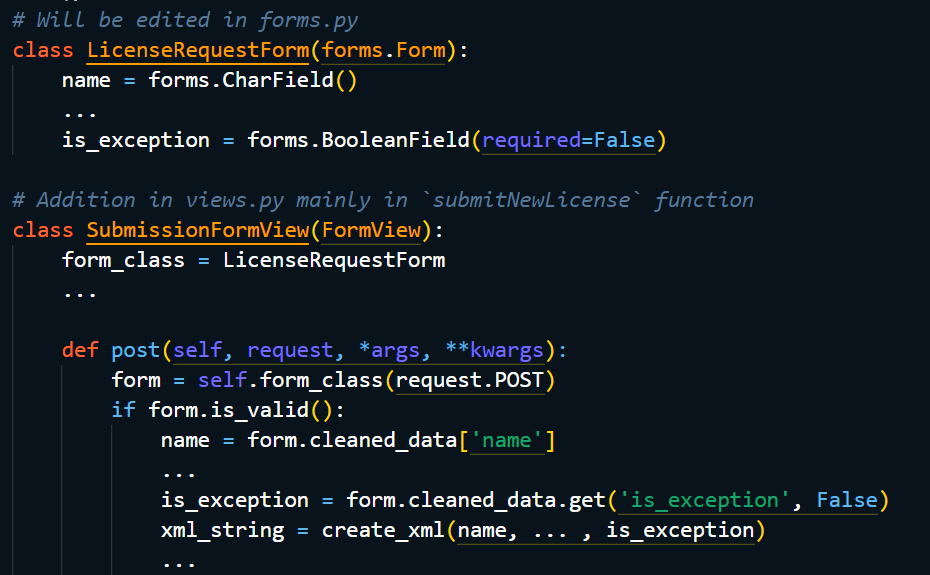 # Will be edited in forms.py
class LicenseRequestForm(forms.Form):
    name = forms.CharField()
    ...
    is_exception = forms.BooleanField(required=False)

# Addition in views.py mainly in `submitNewLicense` function
class SubmissionFormView(FormView):
    form_class = LicenseRequestForm
    ...

    def post(self, request, *args, **kwargs):
        form = self.form_class(request.POST)
        if form.is_valid():
            name = form.cleaned_data['name']
            ...
            is_exception = form.cleaned_data.get('is_exception', False)
            xml_string = create_xml(name, ... , is_exception)
            ...